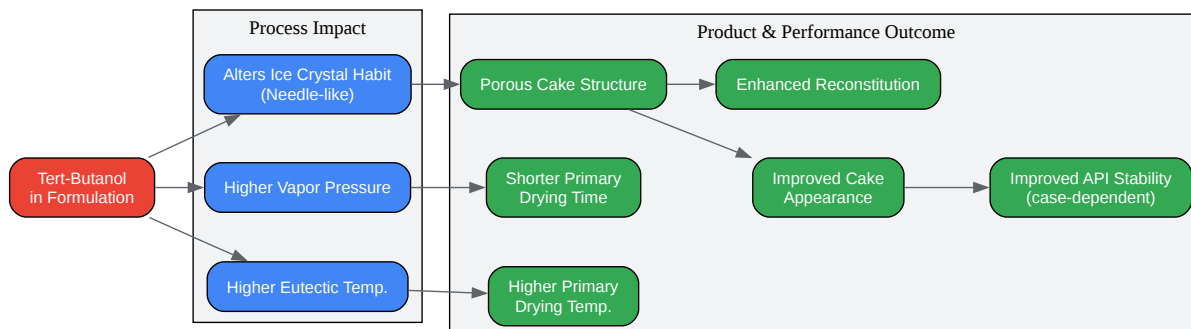 Process Impact
Product & Performance Outcome
Alters Ice Crystal Habit
(Needle-like)
Porous Cake Structure
Enhanced Reconstitution
Tert-Butanol
in Formulation
Higher Vapor Pressure
Shorter Primary
Drying Time
Improved Cake
Appearance
Improved API Stability
(case-dependent)
Higher Eutectic Temp.
Higher Primary
Drying Temp.